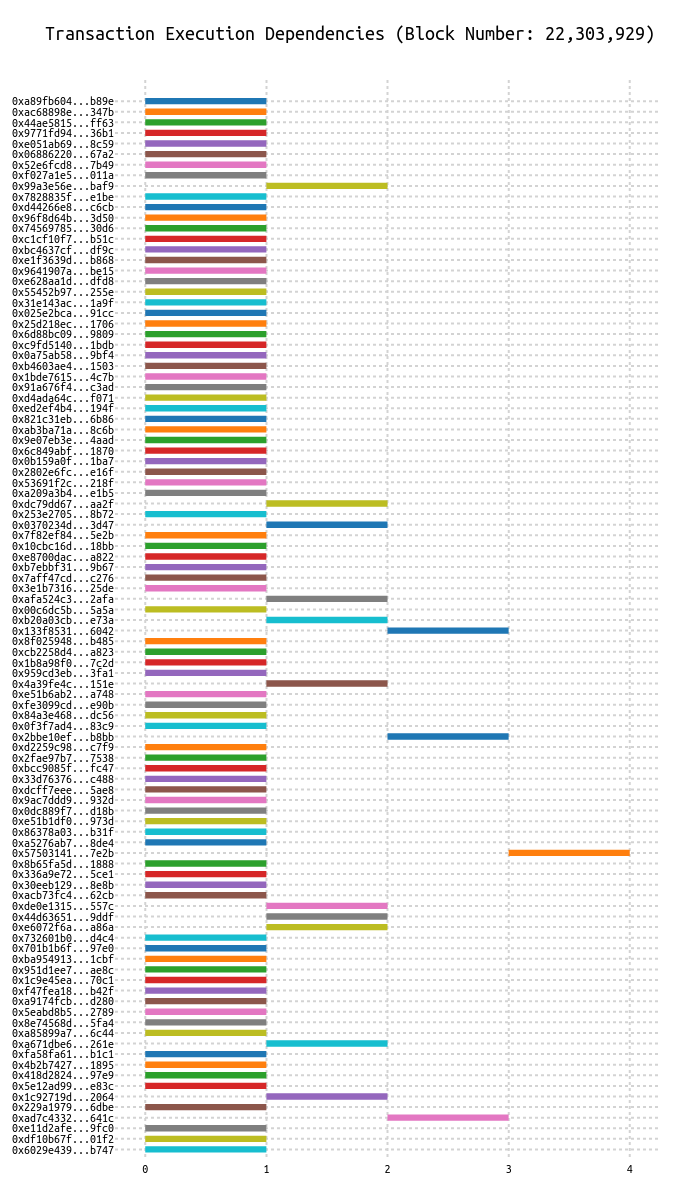 Transaction Execution Dependencies (Block Number: 22,303,929)
0xa89fb604...b89e
0xac68898e...347b
0x44ae5815...ff63
0x9771fd94...36b1
0xe051ab69...8c59
0x06886220...67a2
0x52e6fcd8...7b49
0xf027a1e5...011a
0x99a3e56e...baf9
0x7828835f...e1be
0xd44266e8...c6cb
0x96f8d64b...3d50
0x74569785...30d6
0xc1cf10f7...b51c
0xbc4637cf...df9c
0xe1f3639d...b868
0x9641907a...be15
0xe628aa1d...dfd8
0x55452b97...255e
0x31e143ac...1a9f
0x025e2bca...91cc
0x25d218ec...1706
0x6d88bc09...9809
0xc9fd5140...1bdb
0x0a75ab58...9bf4
0xb4603ae4...1503
0x1bde7615...4c7b
0x91a676f4...c3ad
0xd4ada64c...f071
0xed2ef4b4...194f
0x821c31eb...6b86
0xab3ba71a...8c6b
0x9e07eb3e...4aad
0x6c849abf...1870
0x0b159a0f...1ba7
0x2802e6fc...e16f
0x53691f2c...218f
0xa209a3b4...e1b5
0xdc79dd67...aa2f
0x253e2705...8b72
0x0370234d...3d47
0x7f82ef84...5e2b
0x10cbc16d...18bb
0xe8700dac...a822
0xb7ebbf31...9b67
0x7aff47cd...c276
0x3e1b7316...25de
0xafa524c3...2afa
0x00c6dc5b...5a5a
0xb20a03cb...e73a
0x133f8531...6042
0x8f025948...b485
0xcb2258d4...a823
0x1b8a98f0...7c2d
0x959cd3eb...3fa1
0x4a39fe4c...151e
0xe51b6ab2...a748
0xfe3099cd...e90b
0x84a3e468...dc56
0x0f3f7ad4...83c9
0x2bbe10ef...b8bb
0xd2259c98...c7f9
0x2fae97b7...7538
0xbcc9085f...fc47
0x33d76376...c488
0xdcff7eee...5ae8
0x9ac7ddd9...932d
0x0dc889f7...d18b
0xe51b1df0...973d
0x86378a03...b31f
0xa5276ab7...8de4
0x57503141...7e2b
0x8b65fa5d...1888
0x336a9e72...5ce1
0x30eeb129...8e8b
0xacb73fc4...62cb
0xde0e1315...557c
0x44d63651...9ddf
0xe6072f6a...a86a
0x732601b0...d4c4
0x701b1b6f...97e0
0xba954913...1cbf
0x951d1ee7...ae8c
0x1c9e45ea...70c1
0xf47fea18...b42f
0xa9174fcb...d280
0x5eabd8b5...2789
0x8e74568d...5fa4
0xa85899a7...6c44
0xa671dbe6...261e
0xfa58fa61...b1c1
0x4b2b7427...1895
0x418d2824...97e9
0x5e12ad99...e83c
0x1c92719d...2064
0x229a1979...6dbe
0xad7c4332...641c
0xe11d2afe...9fc0
0xdf10b67f...01f2
0x6029e439...b747
0 1 2 3 4